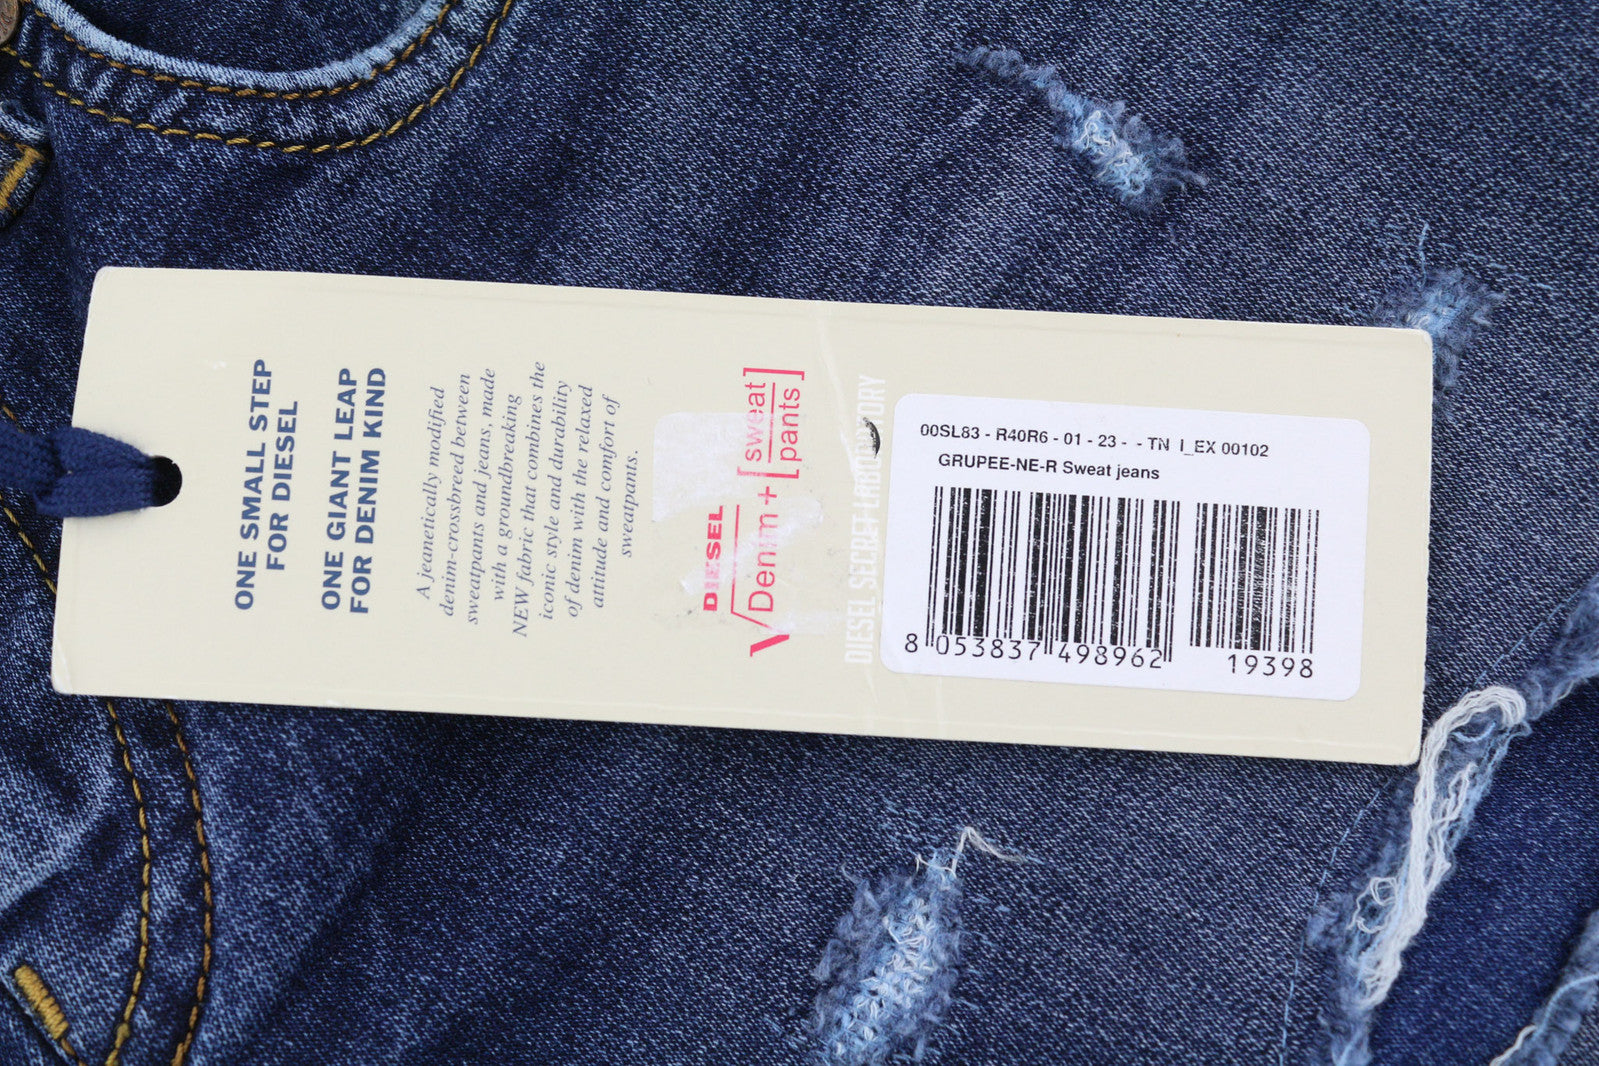 ONE SMALL STEP
FOR DIESEL
ONE GIANT LEAP
FOR DENIM KIND
A jeanetically modified
denim-crossbreed between
sweatpants and jeans, made
with a groundbreaking
NEW fabric that combines the
iconic style and durability
of denim with the relaxed
attitude and comfort of
sweatpants.
DIESEL
√Denim+[sweat
pants]
DIESEL SECRET LABORATORY
00SL83 - R40R6 - 01 - 23 - - TN I_EX 00102
GRUPEE-NE-R Sweat jeans
8 053837 498962 19398